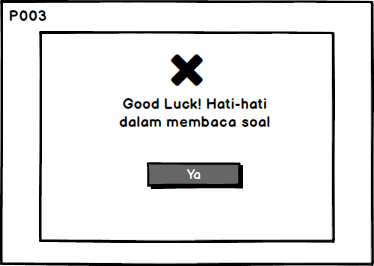 P003
Good Luck! Hati-hati
dalam membaca soal
Ya